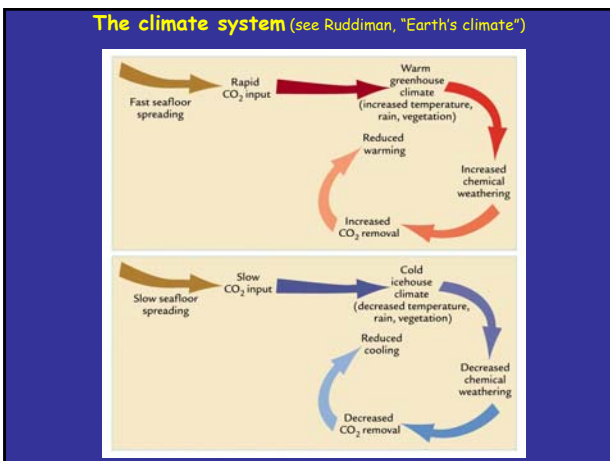 The climate system (see Ruddiman, “Earth’s climate”)
Fast seafloor
spreading
Rapid
CO₂ input
Warm
greenhouse
climate
(increased temperature,
rain, vegetation)
Increased
chemical
weathering
Increased
CO₂ removal
Reduced
warming
Slow seafloor
spreading
Slow
CO₂ input
Cold
icehouse
climate
(decreased temperature,
rain, vegetation)
Decreased
chemical
weathering
Decreased
CO₂ removal
Reduced
cooling